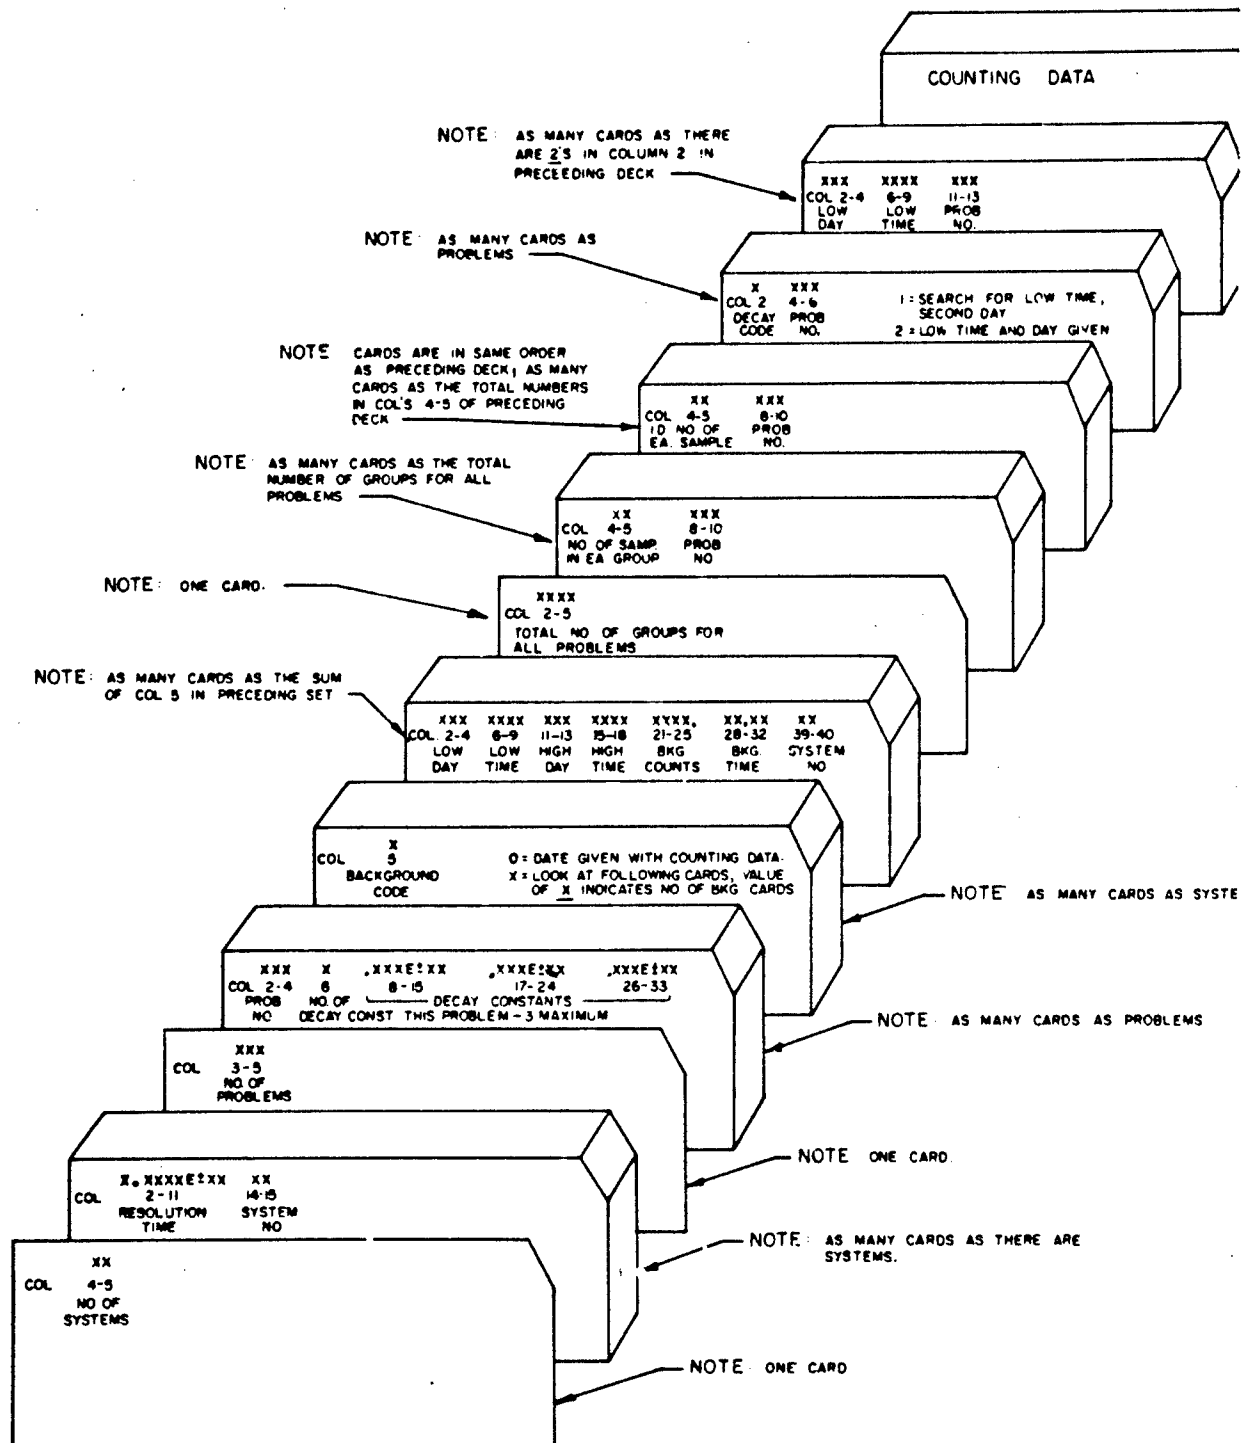 COUNTING DATA
NOTE: AS MANY CARDS AS THERE
ARE 2'S IN COLUMN 2 IN
PRECEEDING DECK
XXX XXXX XXX
COL 2-4 6-9 11-13
LOW LOW PROB
DAY TIME NO.
NOTE: AS MANY CARDS AS
PROBLEMS
X XXX
COL 2 4-6
DECAY PROB
CODE NO.
1 = SEARCH FOR LOW TIME,
SECOND DAY
2 = LOW TIME AND DAY GIVEN
NOTE CARDS ARE IN SAME ORDER
AS PRECEDING DECK, AS MANY
CARDS AS THE TOTAL NUMBERS
IN COL'S 4-5 OF PRECEDING
DECK
XX XXX
COL 4-5 8-10
ID NO OF PROB
EA. SAMPLE NO.
NOTE: AS MANY CARDS AS THE TOTAL
NUMBER OF GROUPS FOR ALL
PROBLEMS
XX XXX
COL 4-5 8-10
NO OF SAMP. PROB
IN EA GROUP NO
NOTE: ONE CARD.
XXXX
COL 2-5
TOTAL NO OF GROUPS FOR
ALL PROBLEMS
NOTE: AS MANY CARDS AS THE SUM
OF COL 5 IN PRECEDING SET
XXX XXXX XXX XXXX XXXX. XX.XX XX
COL. 2-4 6-9 11-13 15-18 21-25 28-32 39-40
LOW LOW HIGH HIGH BKG BKG. SYSTEM
DAY TIME DAY TIME COUNTS TIME NO
X
COL 5
BACKGROUND
CODE
0 = DATE GIVEN WITH COUNTING DATA.
X = LOOK AT FOLLOWING CARDS, VALUE
OF X INDICATES NO OF BKG CARDS
NOTE AS MANY CARDS AS SYSTE
XXX X .XXXE±XX .XXXE±XX .XXXE±XX
COL 2-4 6 8-15 17-24 26-33
PROB NO. OF DECAY CONSTANTS
NO DECAY CONST THIS PROBLEM - 3 MAXIMUM
NOTE: AS MANY CARDS AS PROBLEMS
XXX
COL 3-5
NO. OF
PROBLEMS
NOTE ONE CARD.
X.XXXXE±XX XX
COL 2-11 14-15
RESOLUTION SYSTEM
TIME NO
NOTE: AS MANY CARDS AS THERE ARE
SYSTEMS.
XX
COL 4-5
NO OF
SYSTEMS
NOTE: ONE CARD